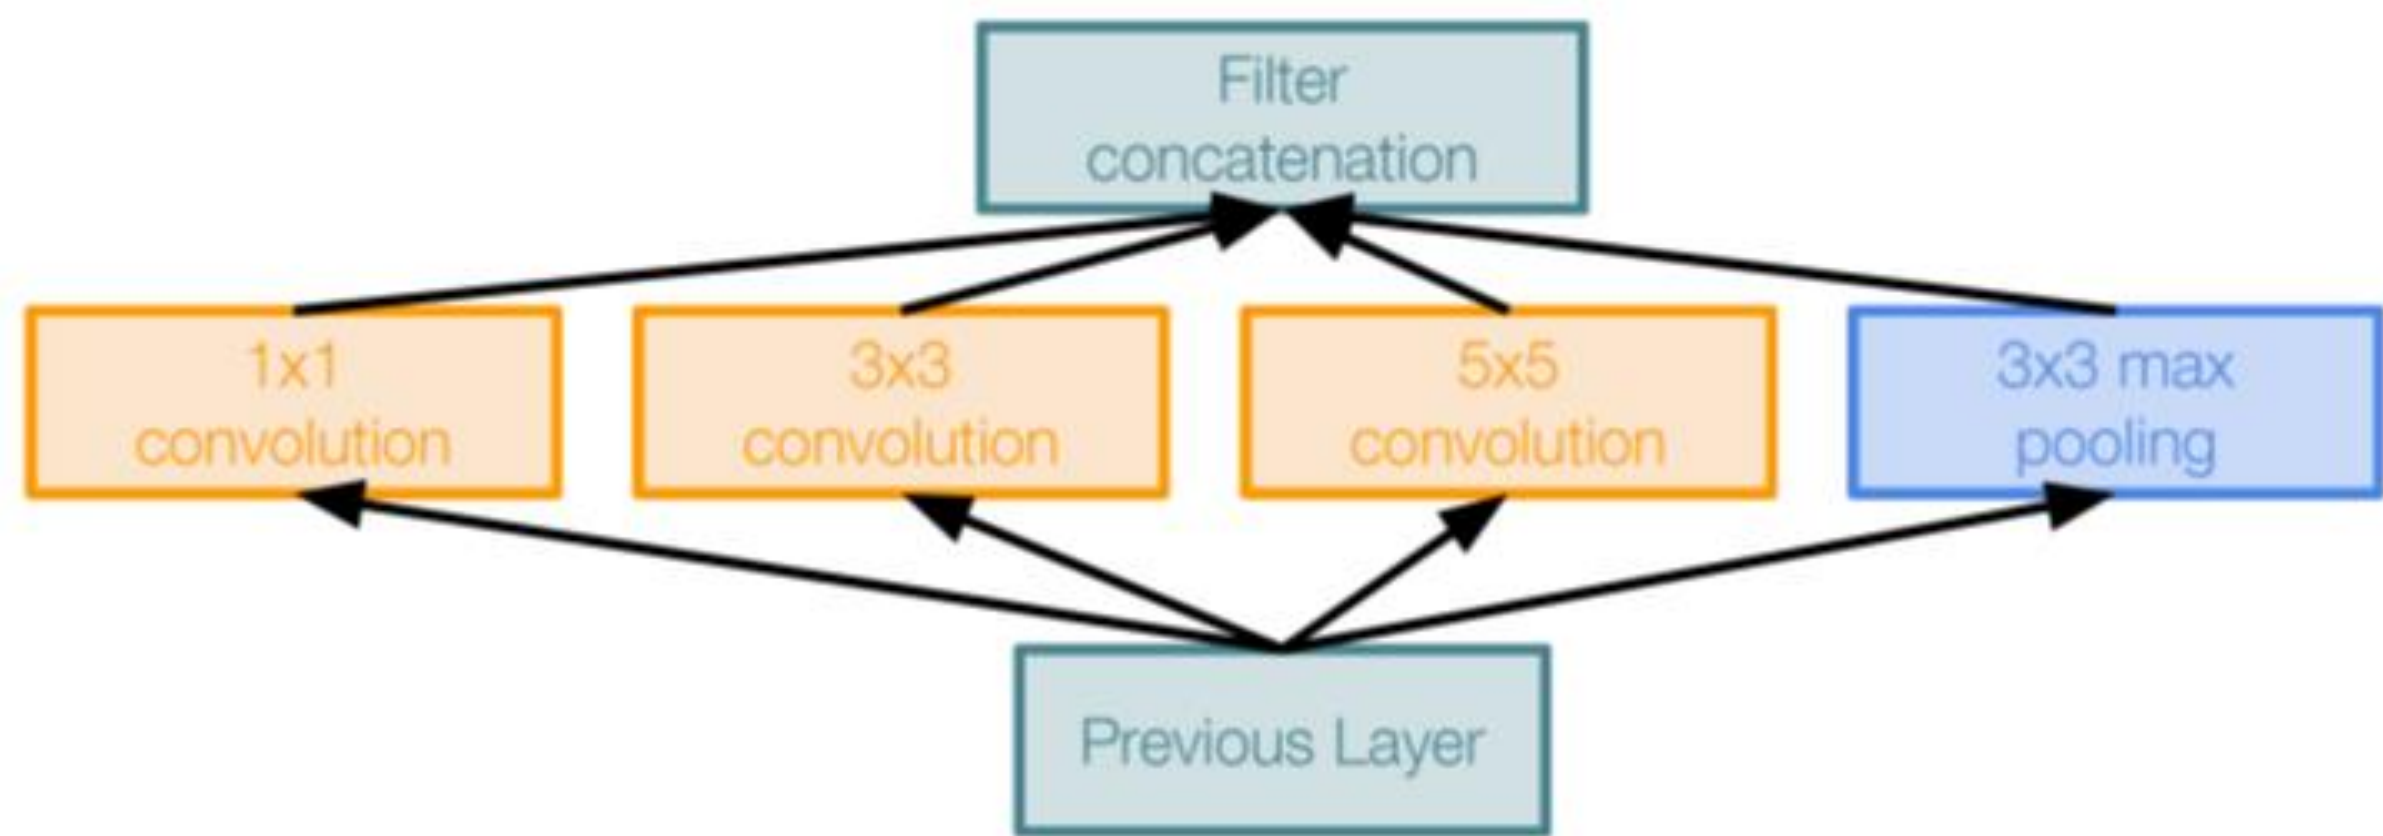 Filter
concatenation
1x1
convolution
3x3
convolution
5x5
convolution
3x3 max
pooling
Previous Layer